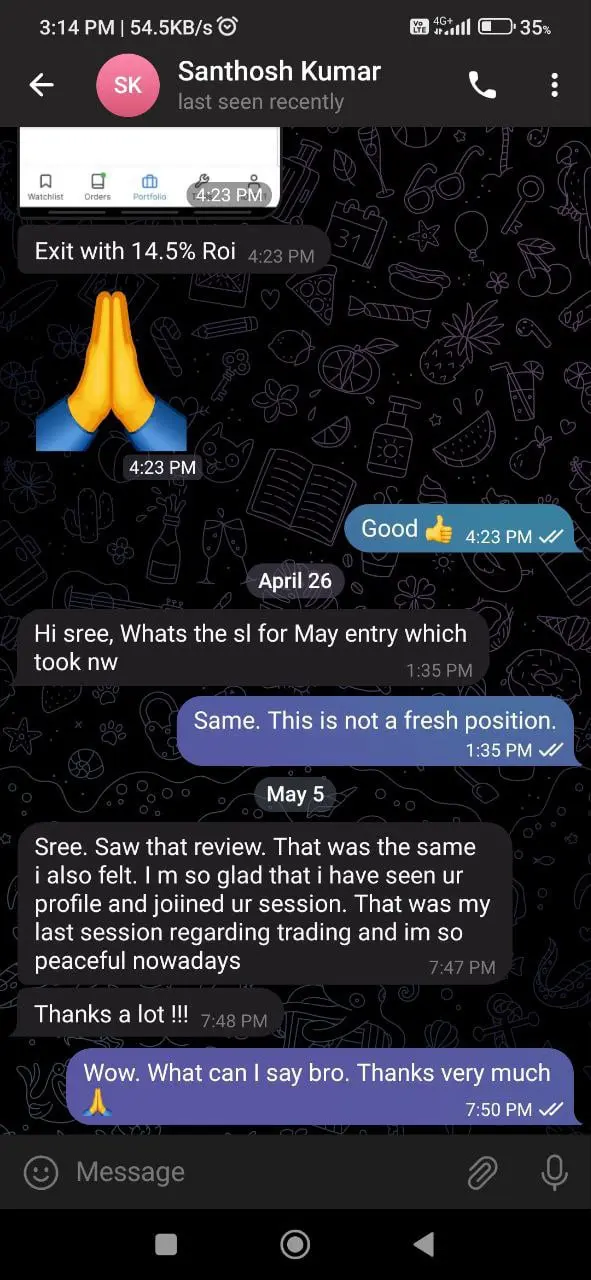 3:14 PM | 54.5KB/s
Vo LTE 4G+ 35%
SK
Santhosh Kumar
last seen recently
Watchlist Orders Portfolio 4:23 PM
Exit with 14.5% Roi 4:23 PM
🙏
4:23 PM
31
Good 👍 4:23 PM
April 26
Hi sree, Whats the sl for May entry which
took nw 1:35 PM
Same. This is not a fresh position.
1:35 PM
May 5
Sree. Saw that review. That was the same
i also felt. I m so glad that i have seen ur
profile and joiined ur session. That was my
last session regarding trading and im so
peaceful nowadays 7:47 PM
Thanks a lot !!! 7:48 PM
Wow. What can I say bro. Thanks very much
🙏 7:50 PM
Message